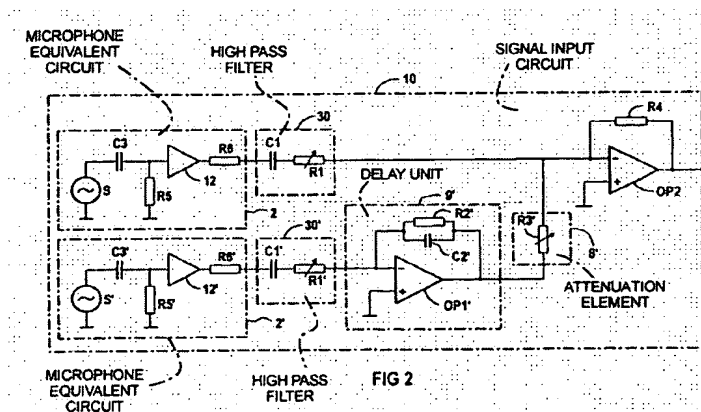 MICROPHONE
EQUIVALENT
CIRCUIT
HIGH PASS
FILTER
SIGNAL INPUT
CIRCUIT
10
30
R4
C3
R6
C1
R1
12
S
R5
2
OP2
DELAY UNIT
9'
R2'
C2'
R3'
8'
30'
C3'
R6'
C1'
R1'
12'
S'
R5'
2'
OP1'
ATTENUATION
ELEMENT
MICROPHONE
EQUIVALENT
CIRCUIT
HIGH PASS
FILTER
FIG 2